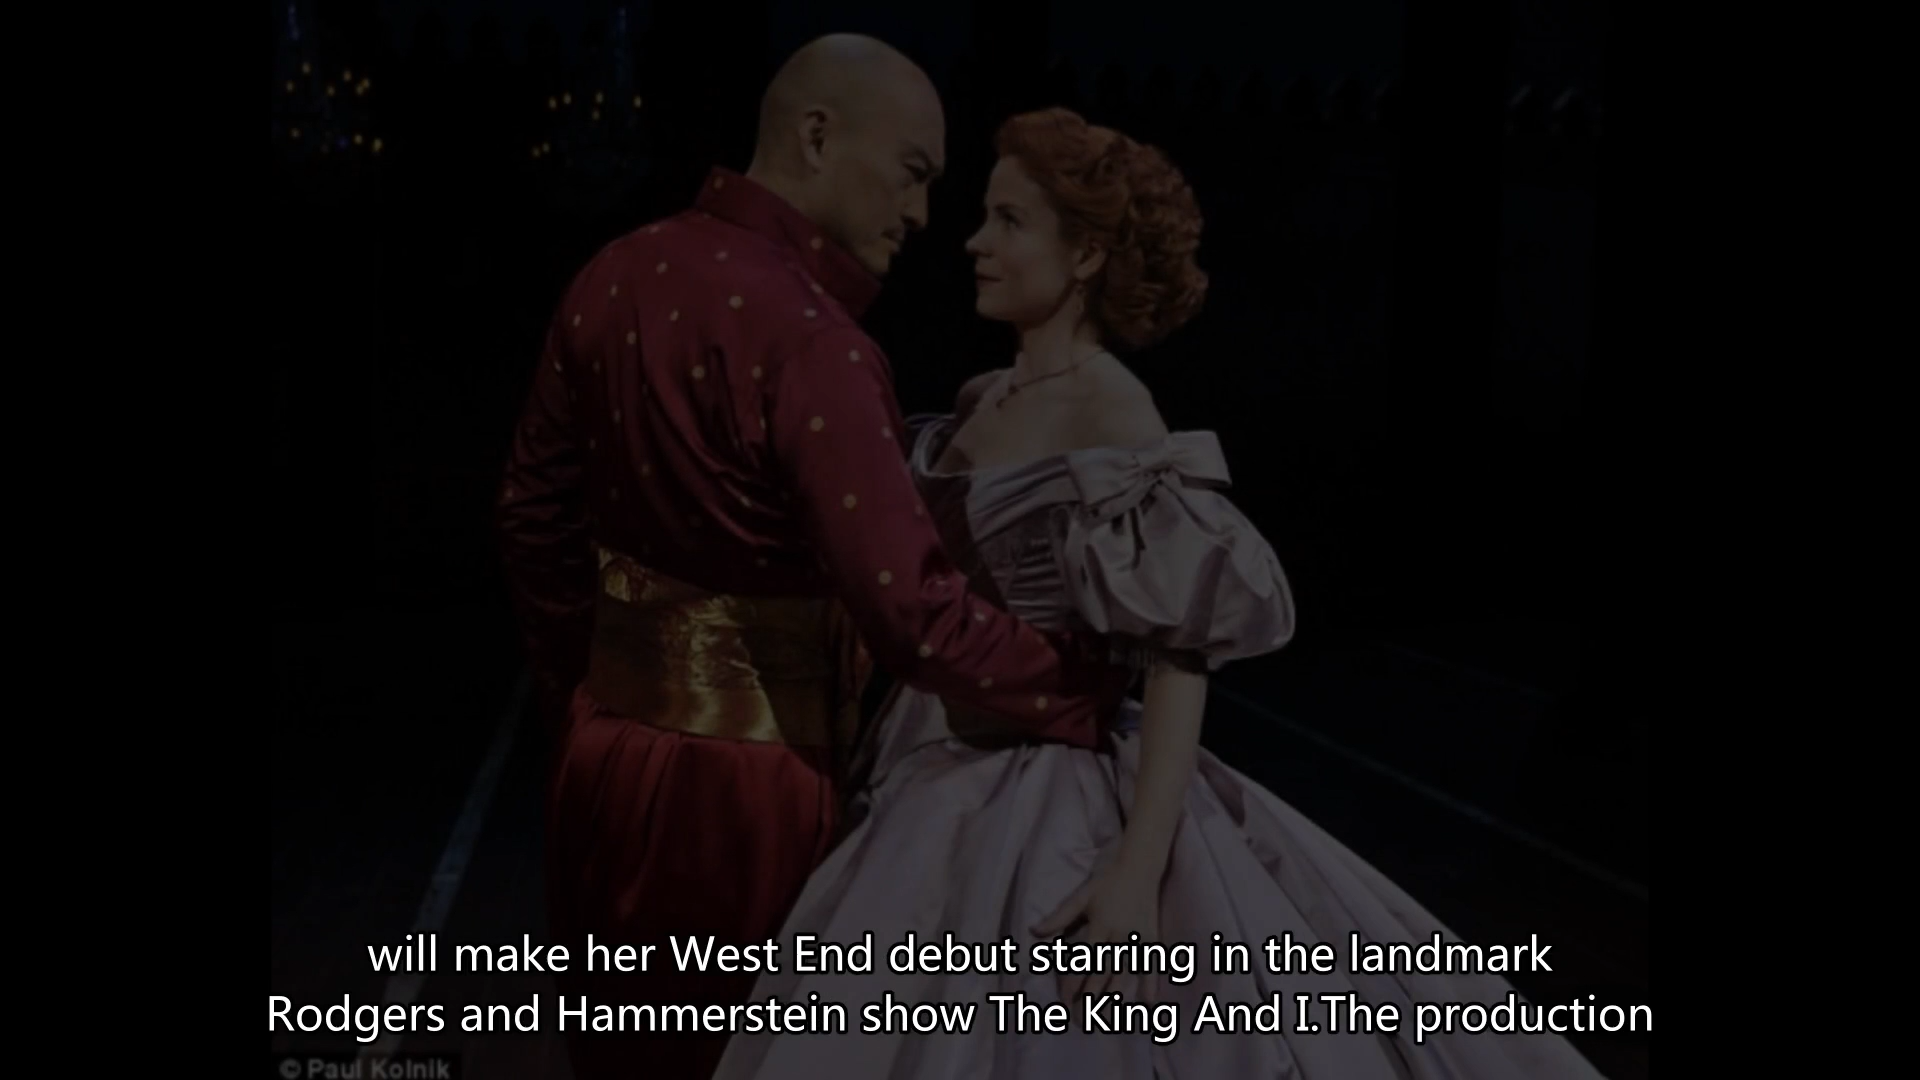 will make her West End debut starring in the landmark
Rodgers and Hammerstein show The King And I.The production
© Paul Kolnik